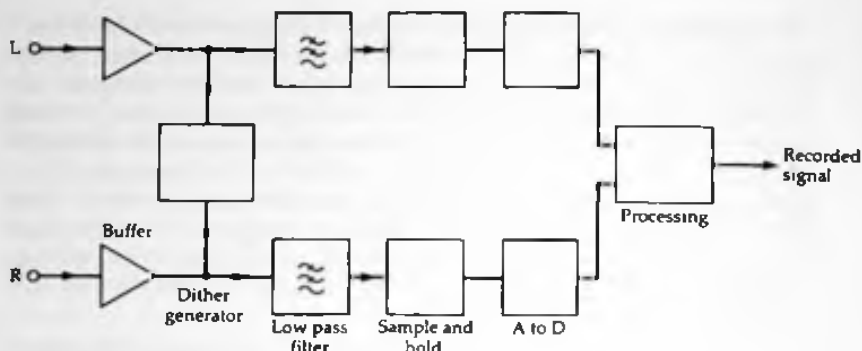 L
Recorded
signal
Processing
Buffer
R
Dither
generator
Low pass
filter
Sample and
hold
A to D